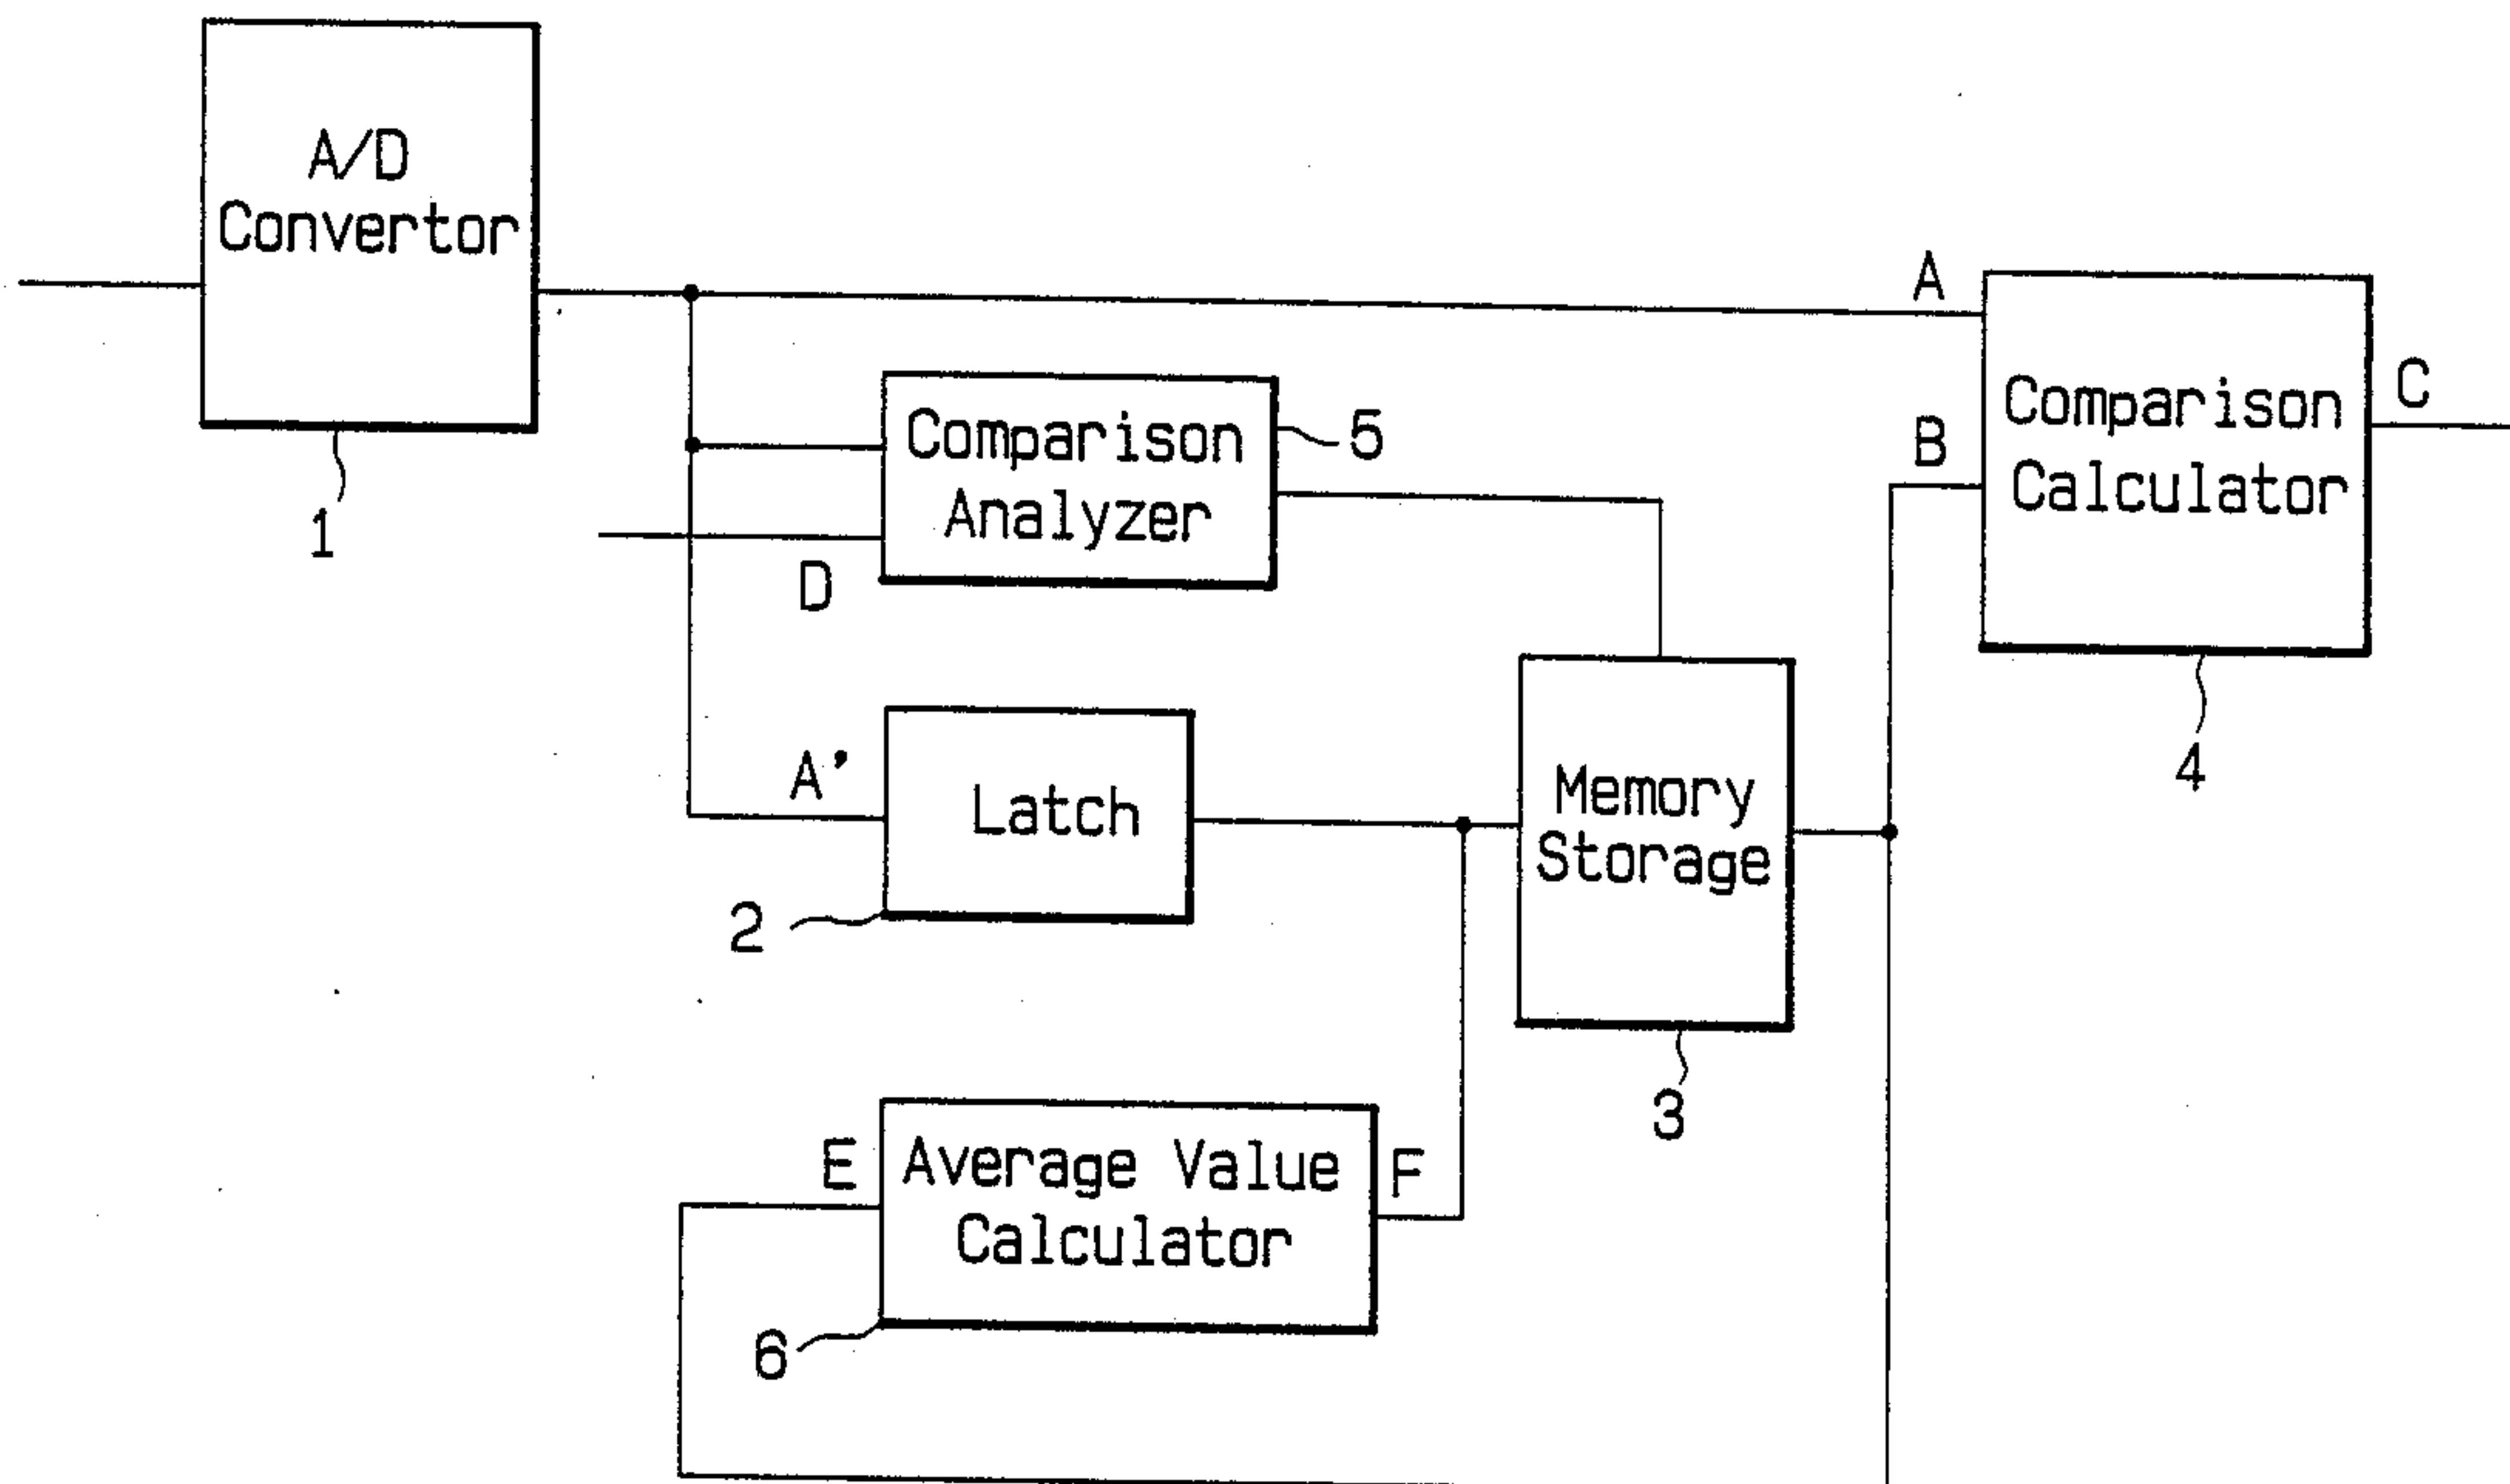 A/D
Convertor
1
A
B
Comparison
Calculator
C
4
Comparison
Analyzer
5
D
A'
Latch
2
Memory
Storage
3
E
Average Value
Calculator
F
6